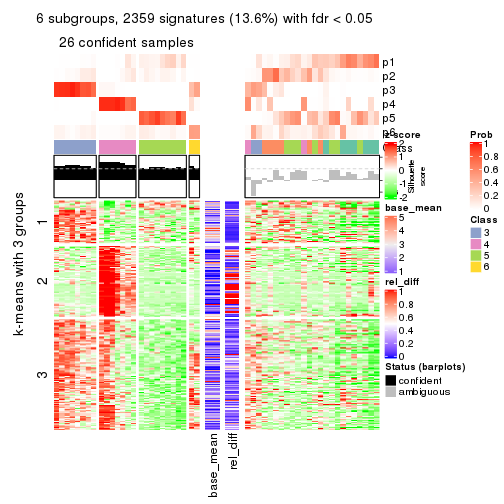 6 subgroups, 2359 signatures (13.6%) with fdr < 0.05
26 confident samples
p1
p2
p3
p4
p5
p6
z-score
2
1
0
-1
-2
Class
Silhouette
score
Prob
1
0.8
0.6
0.4
0.2
0
Class
3
4
5
6
base_mean
5
4
3
2
1
rel_diff
1
0.8
0.6
0.4
0.2
0
Status (barplots)
confident
ambiguous
k-means with 3 groups
1
2
3
base_mean
rel_diff